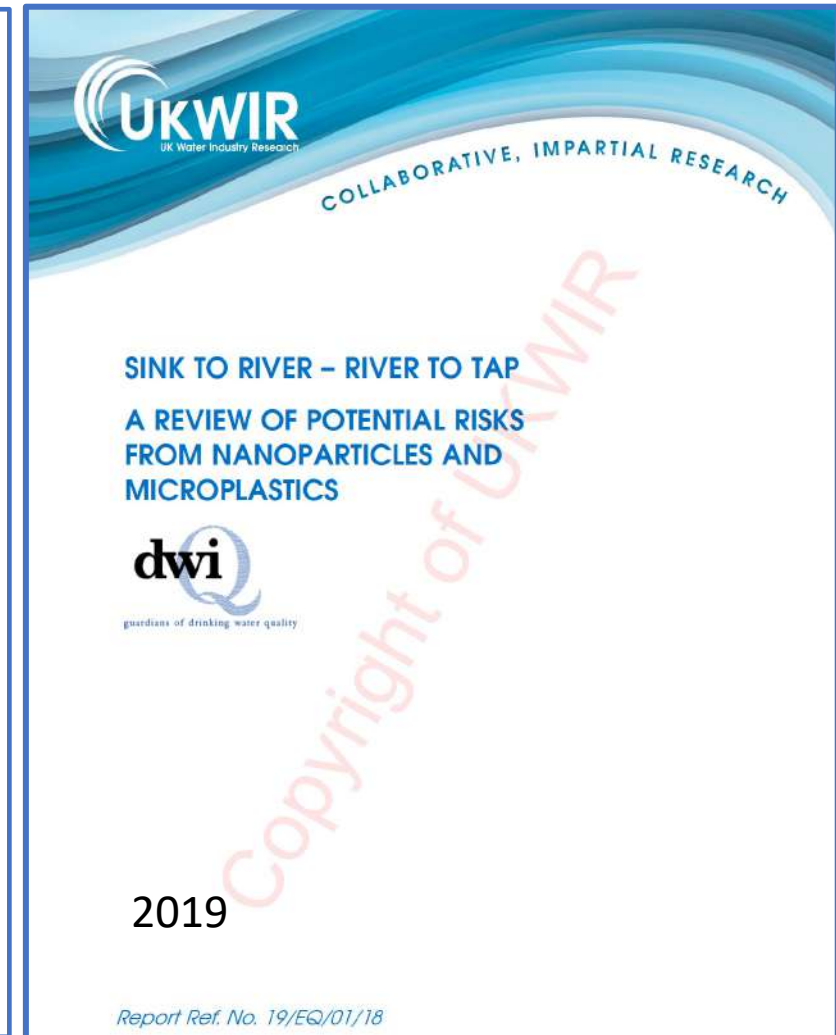 UKWIR
UK Water Industry Research
COLLABORATIVE, IMPARTIAL RESEARCH
SINK TO RIVER – RIVER TO TAP
A REVIEW OF POTENTIAL RISKS
FROM NANOPARTICLES AND
MICROPLASTICS
dwi
Q
guardians of drinking water quality
Copyright of UKWIR
2019
Report Ref. No. 19/EQ/01/18